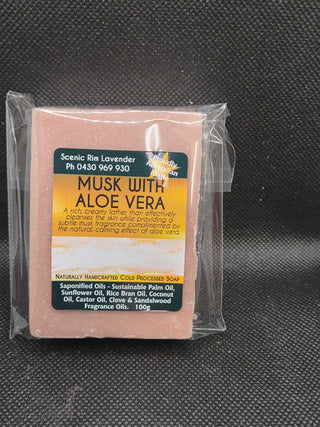 Scenic Rim Lavender
Ph 0430 969 930
Proudly
Australian
Made
MUSK WITH
ALOE VERA
A rich, creamy lather than effectively
cleanses the skin while providing a
subtle musk fragrance complimented by
the natural, calming effect of aloe vera
Naturally Handcrafted Cold Processed Soap
Saponified Oils - Sustainable Palm Oil,
Sunflower Oil, Rice Bran Oil, Coconut
Oil, Castor Oil, Clove & Sandalwood
Fragrance Oils. 100g